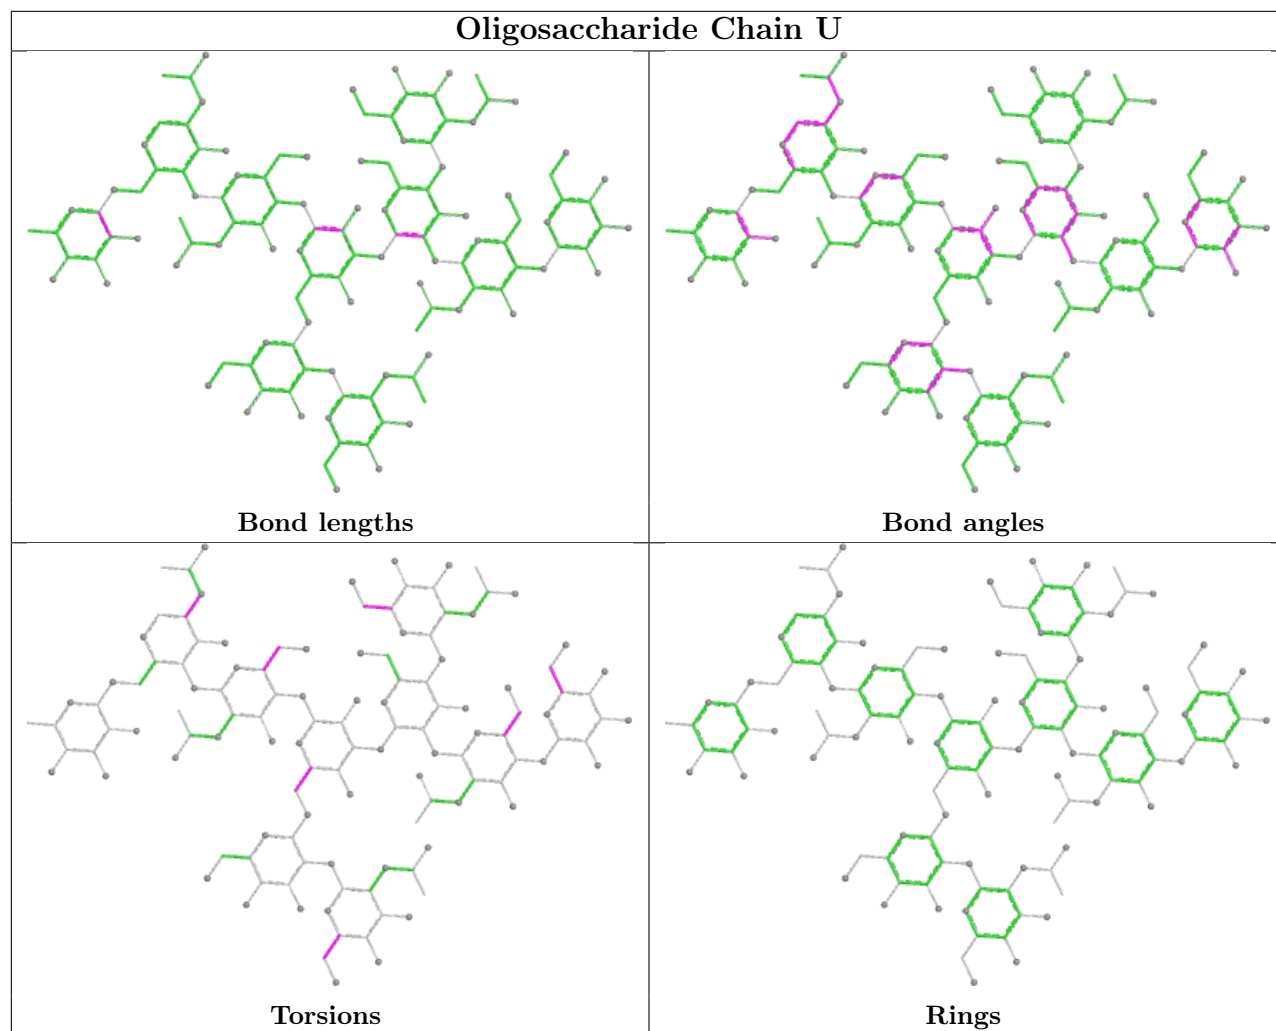 Oligosaccharide Chain U
Bond lengths
Bond angles
Torsions
Rings